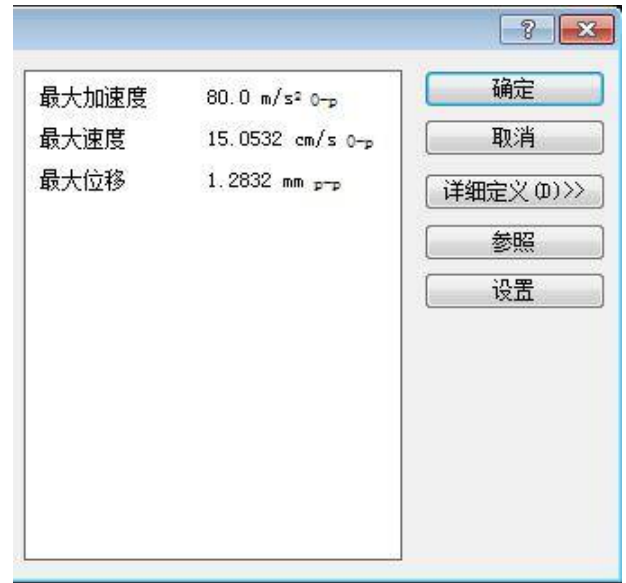 ?
最大加速度 80.0 m/s² 0-p
最大速度 15.0532 cm/s 0-p
最大位移 1.2832 mm p-p
确定
取消
详细定义(D)>>
参照
设置